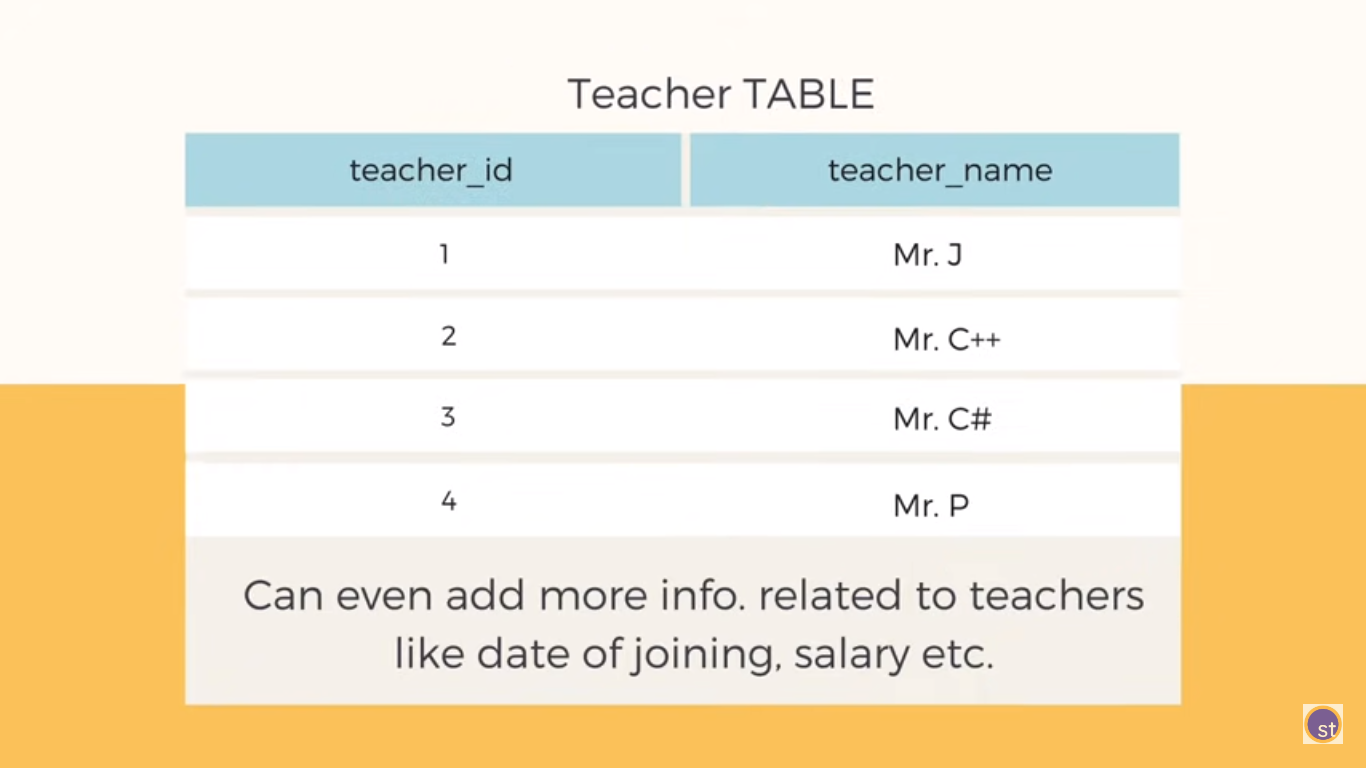 Teacher TABLE
teacher_id teacher_name
1 Mr. J
2 Mr. C++
3 Mr. C#
4 Mr. P
Can even add more info. related to teachers
like date of joining, salary etc.
st